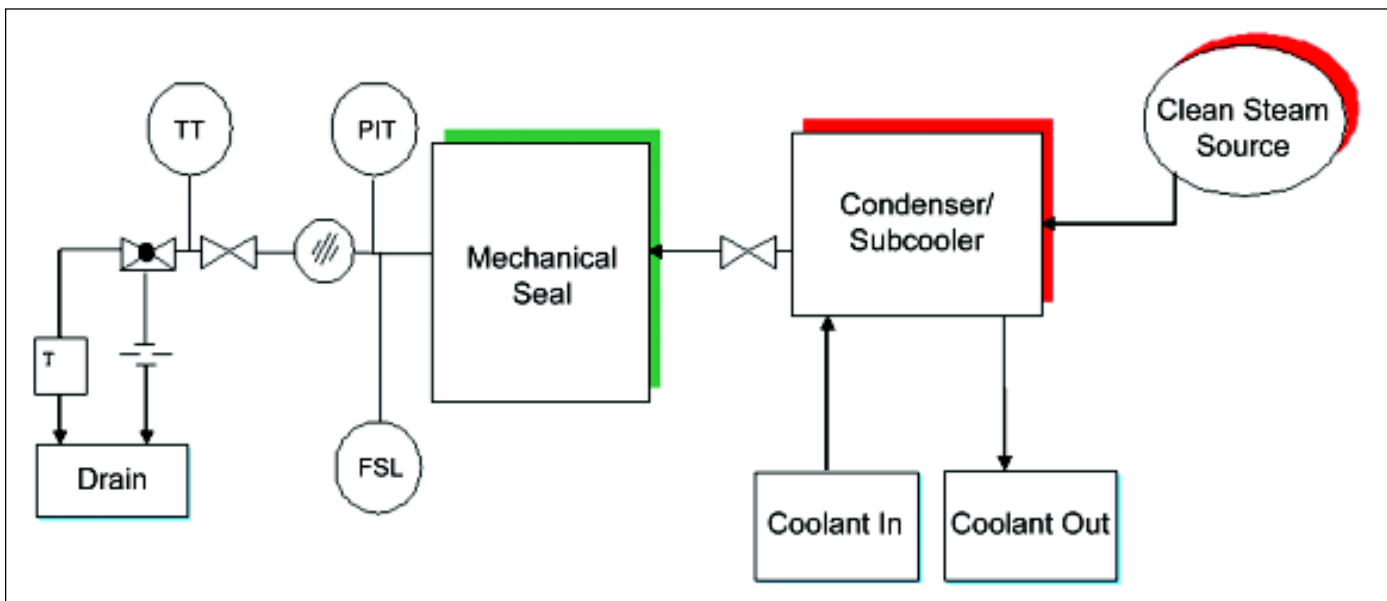 Clean Steam
Source
TT
PIT
Condenser/
Subcooler
Mechanical
Seal
T
FSL
Drain
Coolant In
Coolant Out